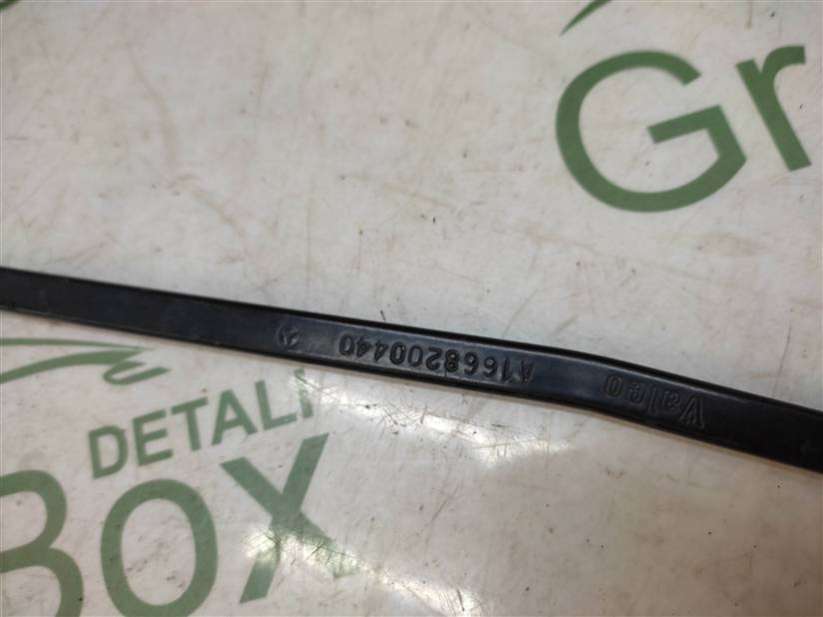 Gr
Valeo
A1668200440
DETALI
BOX